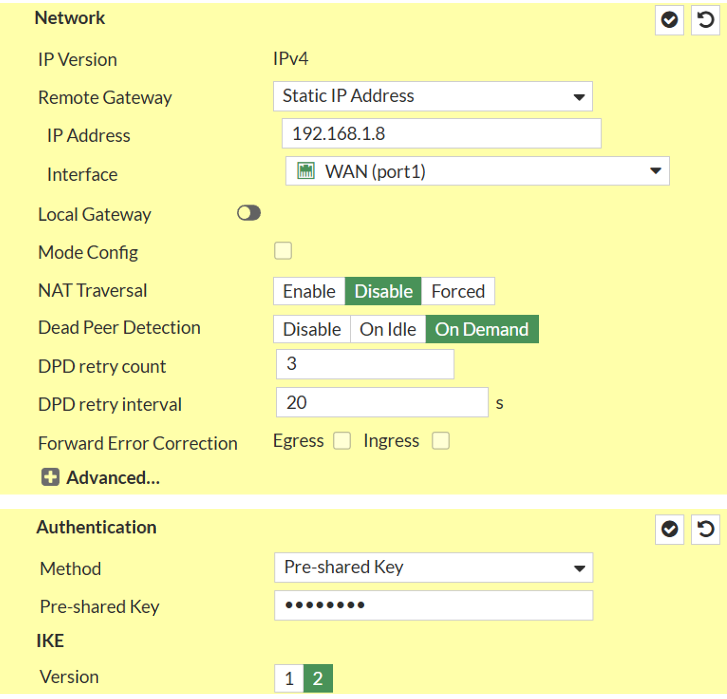 Network
IP Version IPv4
Remote Gateway Static IP Address
IP Address 192.168.1.8
Interface WAN (port1)
Local Gateway
Mode Config
NAT Traversal Enable Disable Forced
Dead Peer Detection Disable On Idle On Demand
DPD retry count 3
DPD retry interval 20 s
Forward Error Correction Egress Ingress
Advanced...
Authentication
Method Pre-shared Key
Pre-shared Key ••••••••
IKE
Version 1 2